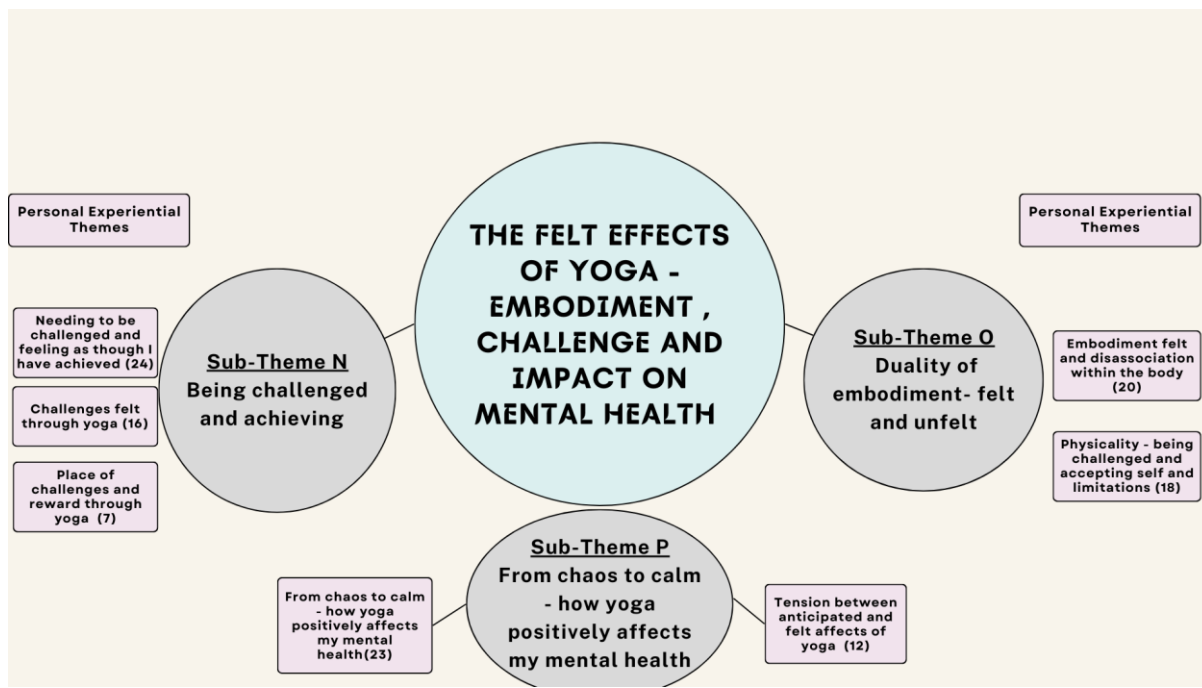 THE FELT EFFECTS
OF YOGA -
EMBODIMENT ,
CHALLENGE AND
IMPACT ON
MENTAL HEALTH
Personal Experiential
Themes
Sub-Theme N
Being challenged
and achieving
Needing to be
challenged and
feeling as though I
have achieved (24)
Challenges felt
through yoga (16)
Place of
challenges and
reward through
yoga (7)
Personal Experiential
Themes
Sub-Theme O
Duality of
embodiment- felt
and unfelt
Embodiment felt
and disassociation
within the body
(20)
Physicality - being
challenged and
accepting self and
limitations (18)
Sub-Theme P
From chaos to calm
- how yoga
positively affects
my mental health
From chaos to calm
- how yoga
positively affects
my mental
health(23)
Tension between
anticipated and
felt affects of
yoga (12)